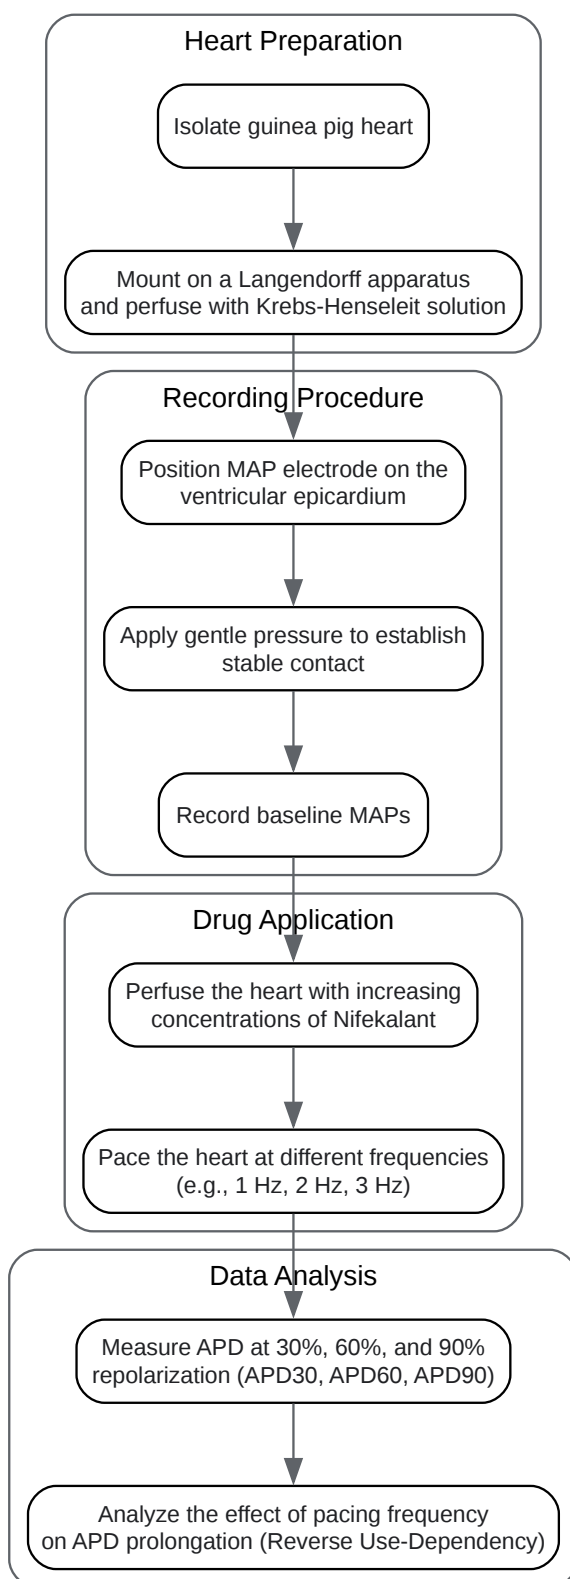 Heart Preparation
Isolate guinea pig heart
Mount on a Langendorff apparatus
and perfuse with Krebs-Henseleit solution
Recording Procedure
Position MAP electrode on the
ventricular epicardium
Apply gentle pressure to establish
stable contact
Record baseline MAPs
Drug Application
Perfuse the heart with increasing
concentrations of Nifekalant
Pace the heart at different frequencies
(e.g., 1 Hz, 2 Hz, 3 Hz)
Data Analysis
Measure APD at 30%, 60%, and 90%
repolarization (APD30, APD60, APD90)
Analyze the effect of pacing frequency
on APD prolongation (Reverse Use-Dependency)